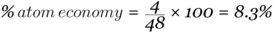 % atom economy = 4/48 × 100 = 8.3%